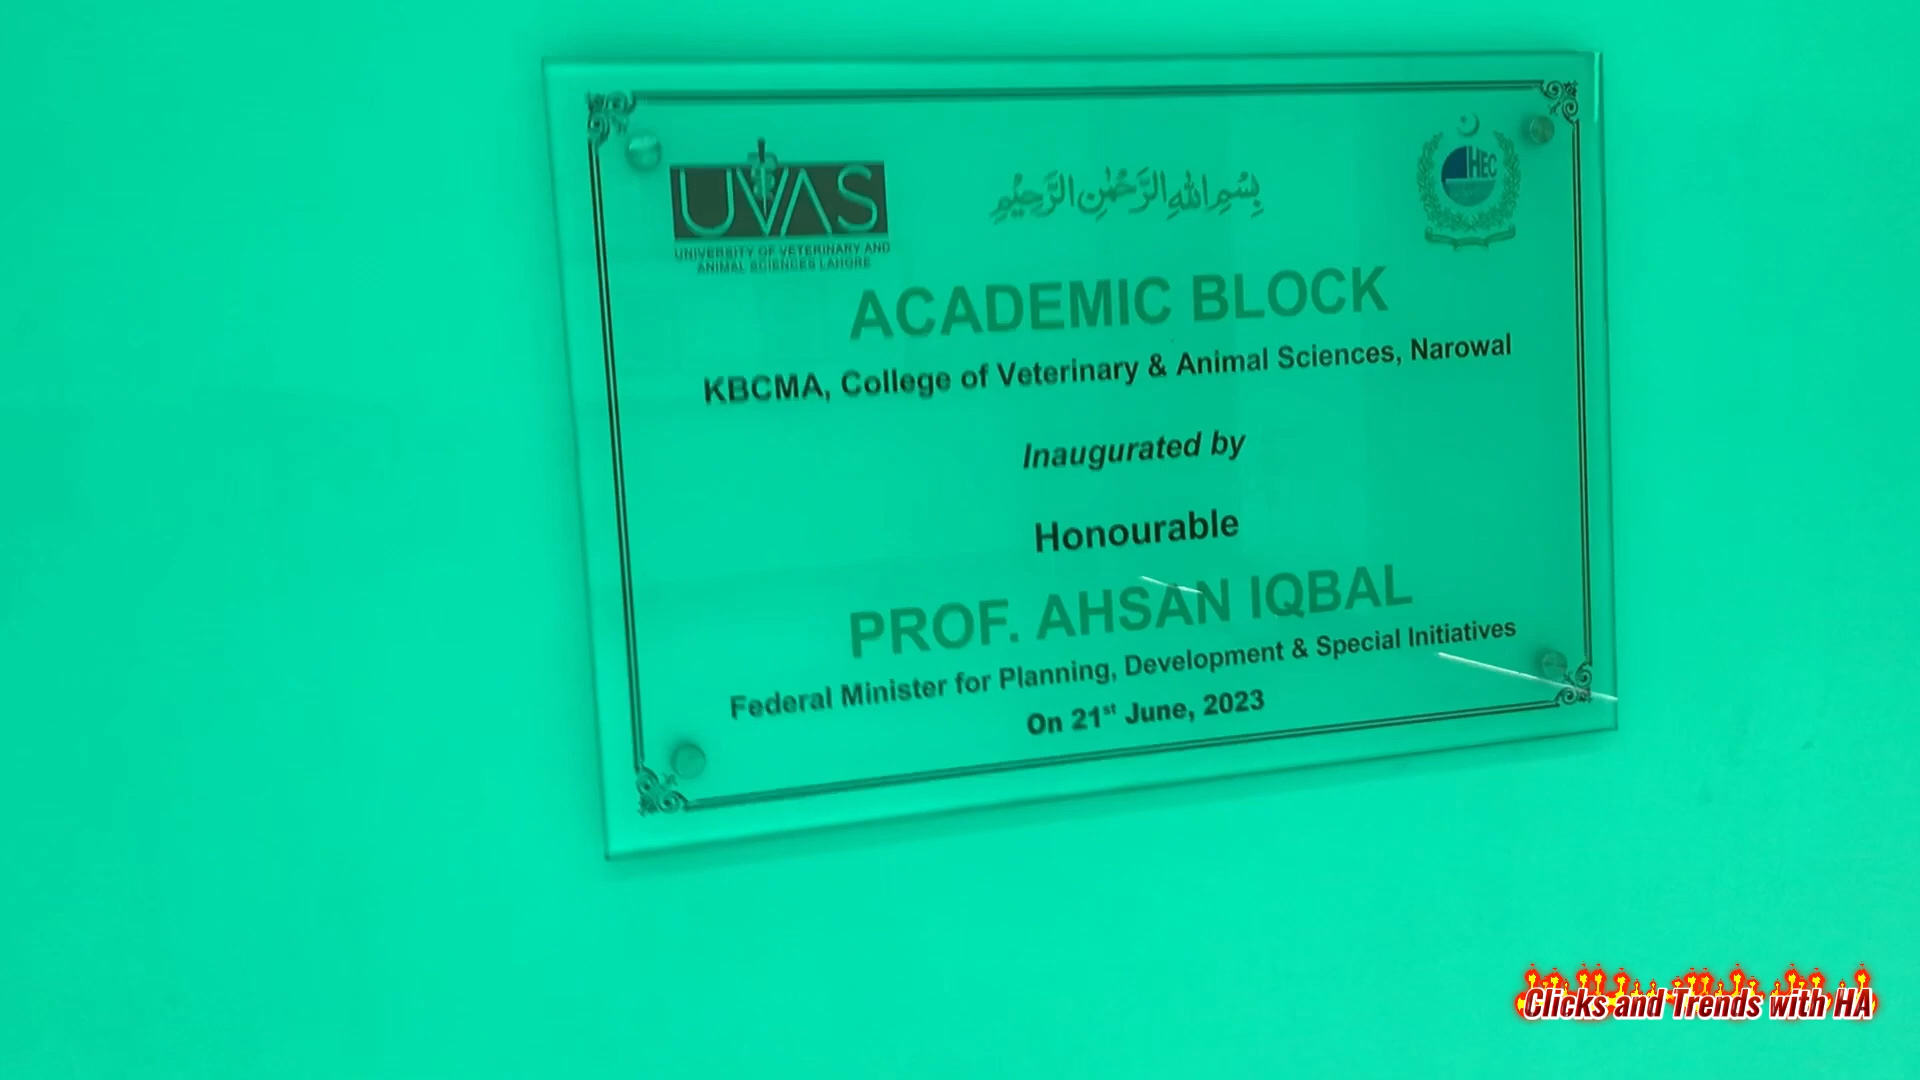 UVAS
UNIVERSITY OF VETERINARY AND
ANIMAL SCIENCES LAHORE
بِسْمِ اللهِ الرَّحْمٰنِ الرَّحِيْمِ
HEC
ACADEMIC BLOCK
KBCMA, College of Veterinary & Animal Sciences, Narowal
Inaugurated by
Honourable
PROF. AHSAN IQBAL
Federal Minister for Planning, Development & Special Initiatives
On 21st June, 2023
Clicks and Trends with HA